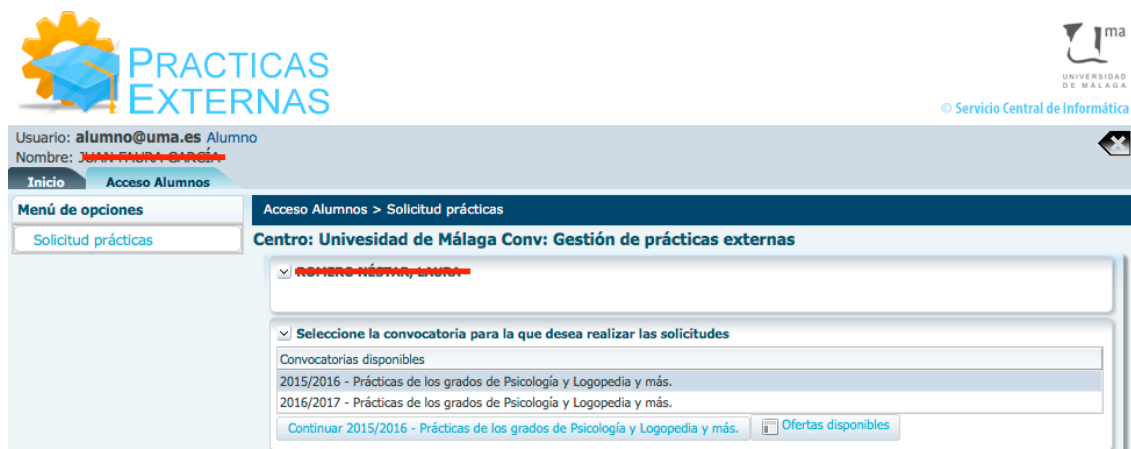 PRACTICAS
EXTERNAS
ma
UNIVERSIDAD
DE MÁLAGA
© Servicio Central de Informática
Usuario: alumno@uma.es Alumno
Nombre:
Inicio Acceso Alumnos
Menú de opciones
Solicitud prácticas
Acceso Alumnos > Solicitud prácticas
Centro: Univesidad de Málaga Conv: Gestión de prácticas externas
Seleccione la convocatoria para la que desea realizar las solicitudes
Convocatorias disponibles
2015/2016 - Prácticas de los grados de Psicología y Logopedia y más.
2016/2017 - Prácticas de los grados de Psicología y Logopedia y más.
Continuar 2015/2016 - Prácticas de los grados de Psicología y Logopedia y más. Ofertas disponibles